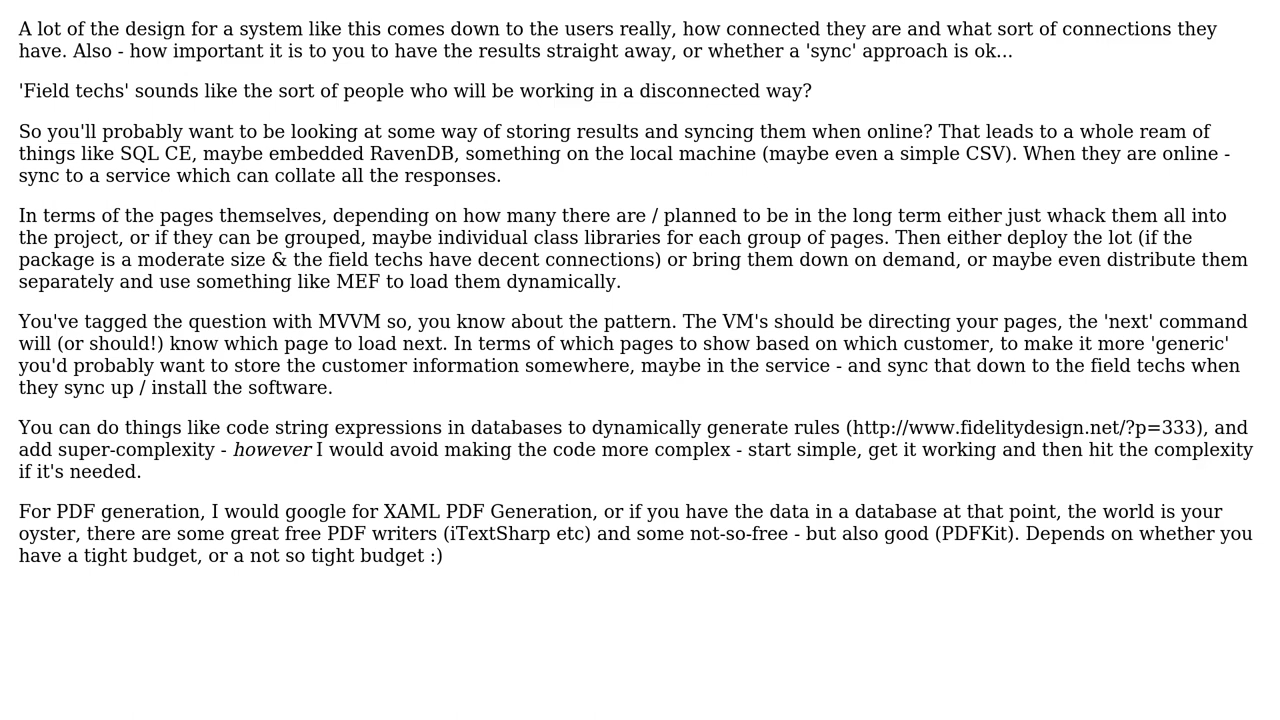 A lot of the design for a system like this comes down to the users really, how connected they are and what sort of connections they
have. Also - how important it is to you to have the results straight away, or whether a 'sync' approach is ok...
'Field techs' sounds like the sort of people who will be working in a disconnected way?
So you'll probably want to be looking at some way of storing results and syncing them when online? That leads to a whole ream of
things like SQL CE, maybe embedded RavenDB, something on the local machine (maybe even a simple CSV). When they are online -
sync to a service which can collate all the responses.
In terms of the pages themselves, depending on how many there are / planned to be in the long term either just whack them all into
the project, or if they can be grouped, maybe individual class libraries for each group of pages. Then either deploy the lot (if the
package is a moderate size & the field techs have decent connections) or bring them down on demand, or maybe even distribute them
separately and use something like MEF to load them dynamically.
You've tagged the question with MVVM so, you know about the pattern. The VM's should be directing your pages, the 'next' command
will (or should!) know which page to load next. In terms of which pages to show based on which customer, to make it more 'generic'
you'd probably want to store the customer information somewhere, maybe in the service - and sync that down to the field techs when
they sync up / install the software.
You can do things like code string expressions in databases to dynamically generate rules (http://www.fidelitydesign.net/?p=333), and
add super-complexity - however I would avoid making the code more complex - start simple, get it working and then hit the complexity
if it's needed.
For PDF generation, I would google for XAML PDF Generation, or if you have the data in a database at that point, the world is your
oyster, there are some great free PDF writers (iTextSharp etc) and some not-so-free - but also good (PDFKit). Depends on whether you
have a tight budget, or a not so tight budget :)